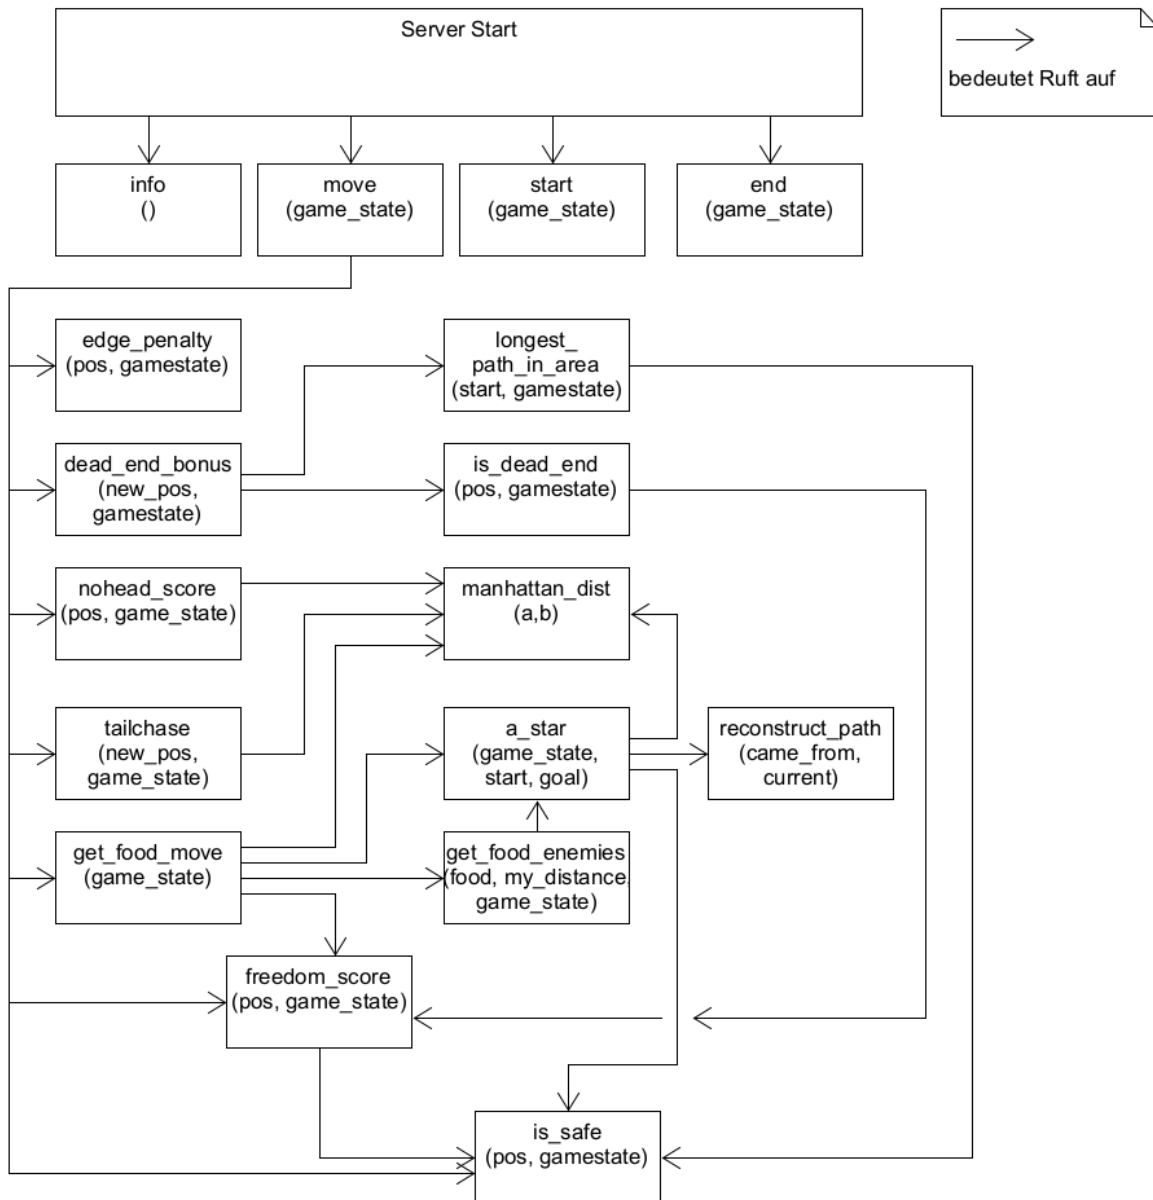 Server Start
bedeutet Ruft auf
info
()
move
(game_state)
start
(game_state)
end
(game_state)
edge_penalty
(pos, gamestate)
longest_
path_in_area
(start, gamestate)
dead_end_bonus
(new_pos,
gamestate)
is_dead_end
(pos, gamestate)
nohead_score
(pos, game_state)
manhattan_dist
(a,b)
tailchase
(new_pos,
game_state)
a_star
(game_state,
start, goal)
reconstruct_path
(came_from,
current)
get_food_move
(game_state)
get_food_enemies
(food, my_distance,
game_state)
freedom_score
(pos, game_state)
is_safe
(pos, gamestate)